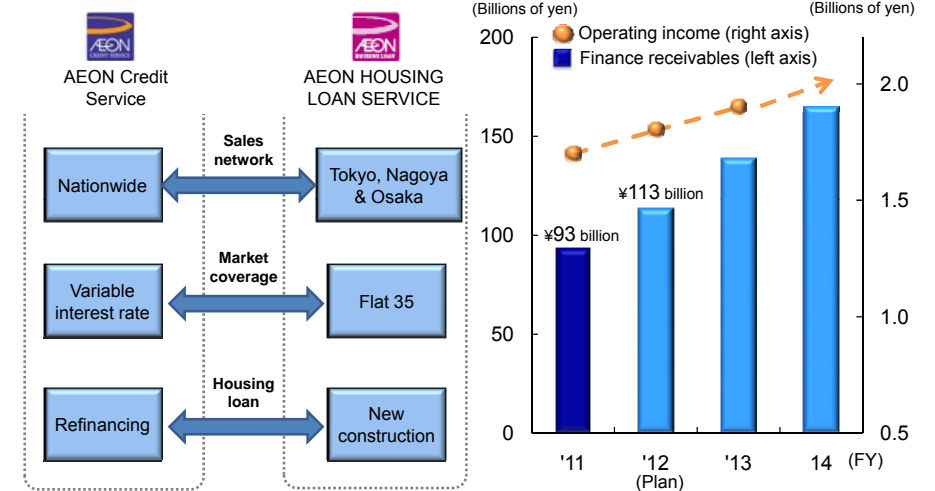 AEON
CREDIT SERVICE
AEON Credit
Service
AEON
HOUSING LOAN
AEON HOUSING
LOAN SERVICE
Sales
network
Nationwide
Tokyo, Nagoya
& Osaka
Market
coverage
Variable
interest rate
Flat 35
Housing
loan
Refinancing
New
construction
(Billions of yen)
(Billions of yen)
Operating income (right axis)
Finance receivables (left axis)
200
150
100
50
0
2.0
1.5
1.0
0.5
¥93 billion
¥113 billion
'11
'12
(Plan)
'13
14
(FY)